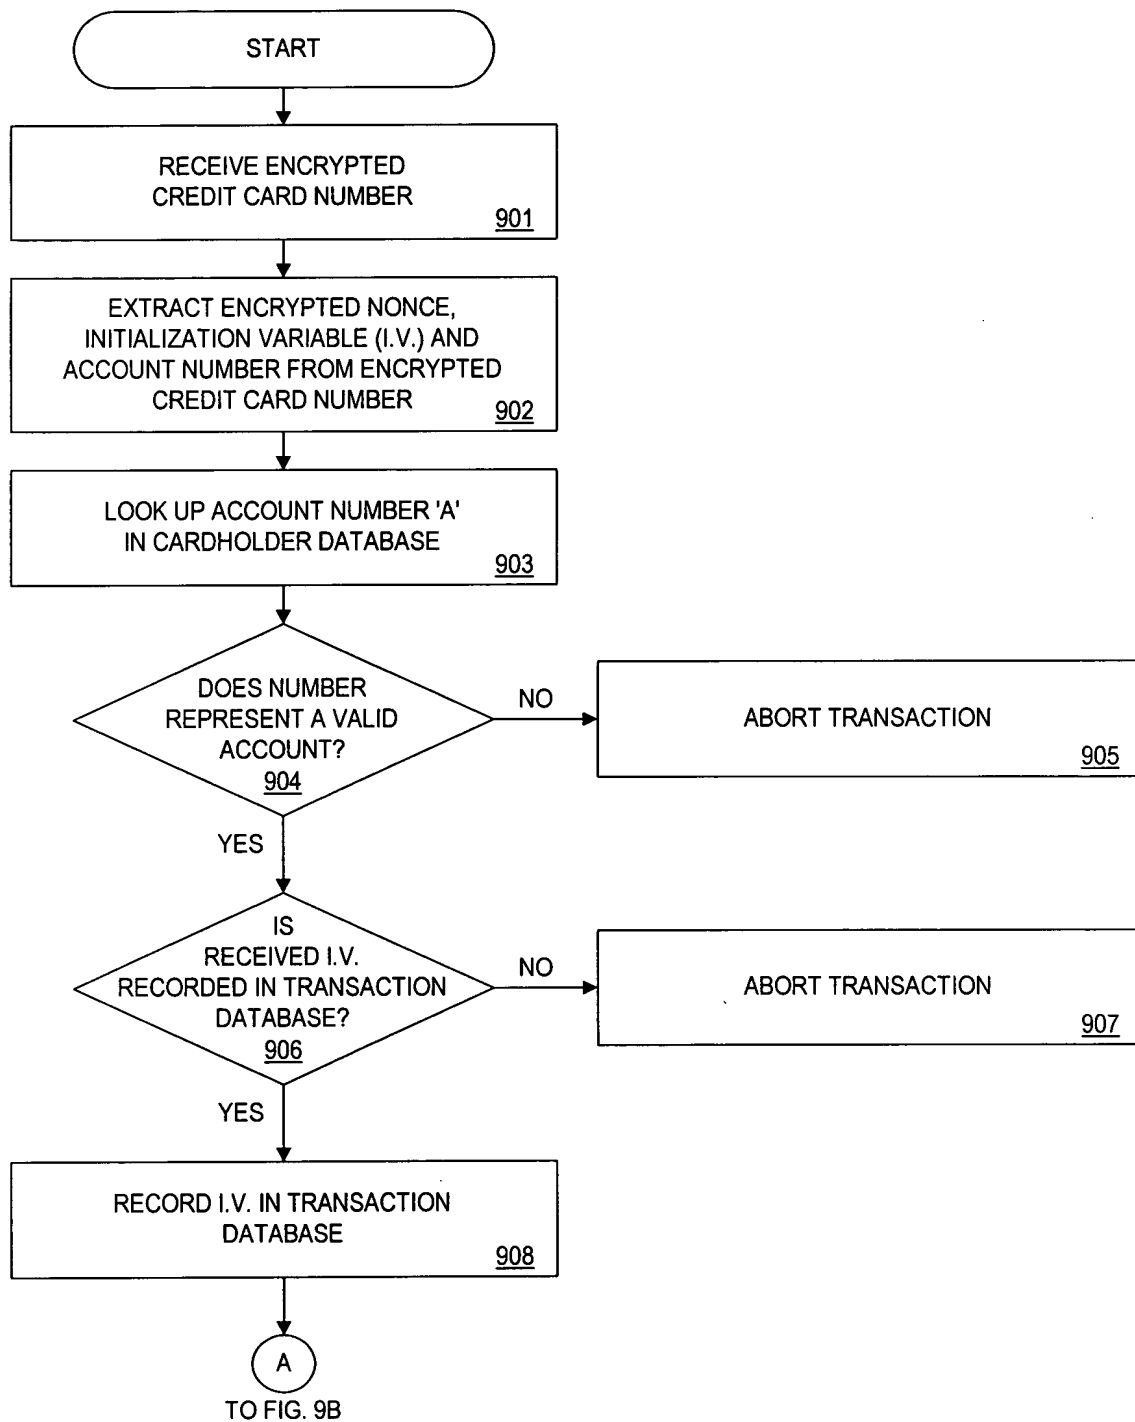 START
RECEIVE ENCRYPTED
CREDIT CARD NUMBER
901
EXTRACT ENCRYPTED NONCE,
INITIALIZATION VARIABLE (I.V.) AND
ACCOUNT NUMBER FROM ENCRYPTED
CREDIT CARD NUMBER
902
LOOK UP ACCOUNT NUMBER 'A'
IN CARDHOLDER DATABASE
903
DOES NUMBER
REPRESENT A VALID
ACCOUNT?
904
NO
ABORT TRANSACTION
905
YES
IS
RECEIVED I.V.
RECORDED IN TRANSACTION
DATABASE?
906
NO
ABORT TRANSACTION
907
YES
RECORD I.V. IN TRANSACTION
DATABASE
908
A
TO FIG. 9B